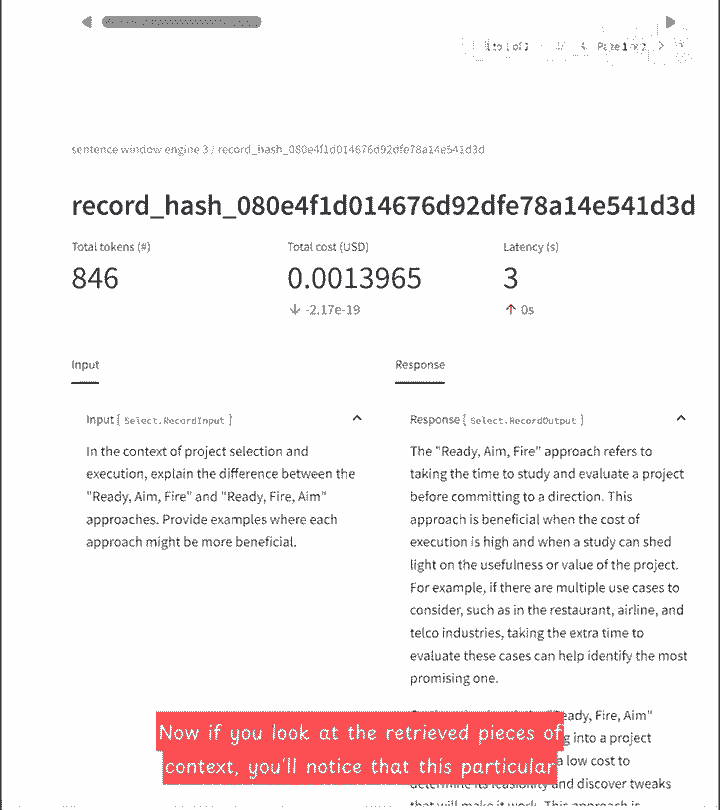 sentence window engine 3 / record_hash_080e4f1d014676d92dfe78a14e541d3d
record_hash_080e4f1d014676d92dfe78a14e541d3d
Total tokens (#)
846
Total cost (USD)
0.0013965
-2.17e-19
Latency (s)
3
0s
Input
Input [ Select.RecordInput ]
In the context of project selection and
execution, explain the difference between the
"Ready, Aim, Fire" and "Ready, Fire, Aim"
approaches. Provide examples where each
approach might be more beneficial.
Response
Response [ Select.RecordOutput ]
The "Ready, Aim, Fire" approach refers to
taking the time to study and evaluate a project
before committing to a direction. This
approach is beneficial when the cost of
execution is high and when a study can shed
light on the usefulness or value of the project.
For example, if there are multiple use cases to
consider, such as in the restaurant, airline, and
telco industries, taking the extra time to
evaluate these cases can help identify the most
promising one.
eady, Fire, Aim"
g into a project
a low cost to
determine its feasibility and discover tweaks
that will make it work. This approach is
Now if you look at the retrieved pieces of
context, you'll notice that this particular